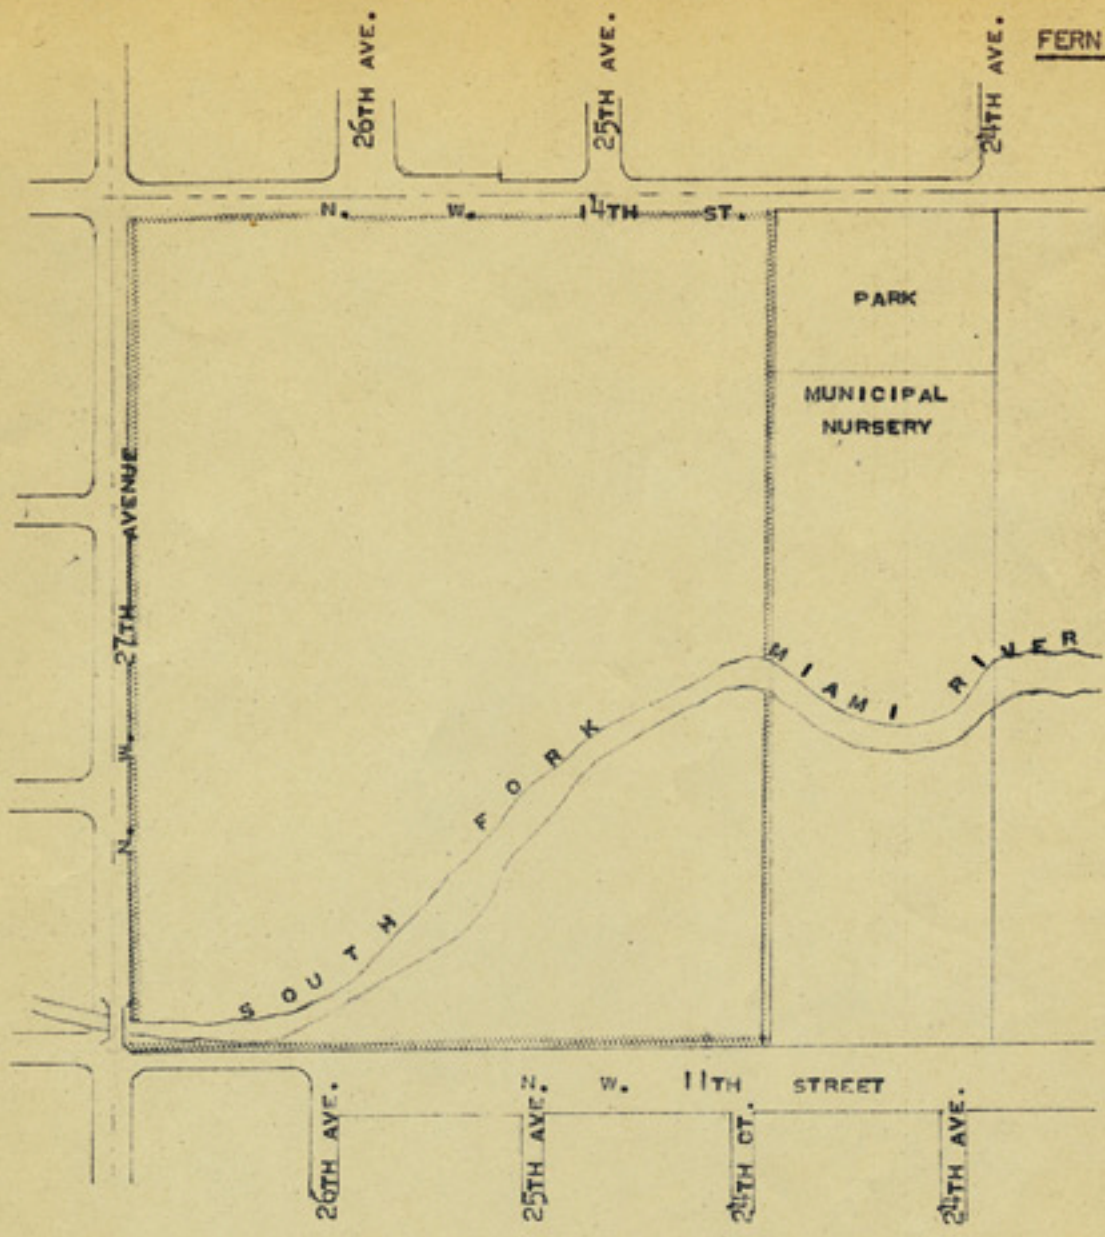 26TH AVE.
25TH AVE.
24TH AVE.
FERN
N. W. 14TH ST.
PARK
MUNICIPAL
NURSERY
N. W. 27TH AVENUE
SOUTH FORK MIAMI RIVER
N. W. 11TH STREET
26TH AVE.
25TH AVE.
24TH CT.
24TH AVE.